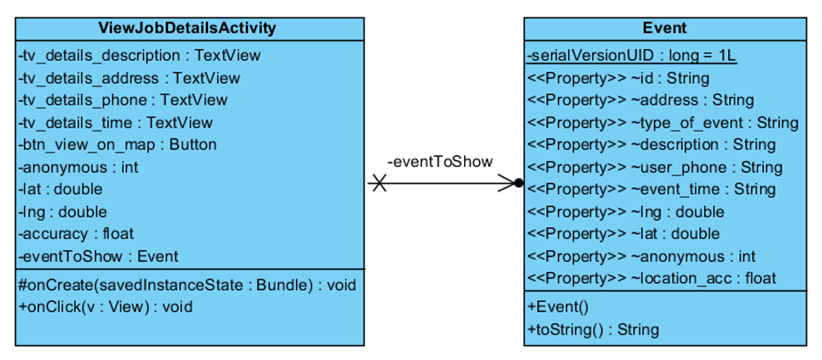 ViewJobDetailsActivity
-tv_details_description : TextView
-tv_details_address : TextView
-tv_details_phone : TextView
-tv_details_time : TextView
-btn_view_on_map : Button
-anonymous : int
-lat : double
-lng : double
-accuracy : float
-eventToShow : Event
#onCreate(savedInstanceState : Bundle) : void
+onClick(v : View) : void
-eventToShow
Event
-serialVersionUID : long = 1L
<<Property>> ~id : String
<<Property>> ~address : String
<<Property>> ~type_of_event : String
<<Property>> ~description : String
<<Property>> ~user_phone : String
<<Property>> ~event_time : String
<<Property>> ~lng : double
<<Property>> ~lat : double
<<Property>> ~anonymous : int
<<Property>> ~location_acc : float
+Event()
+toString() : String